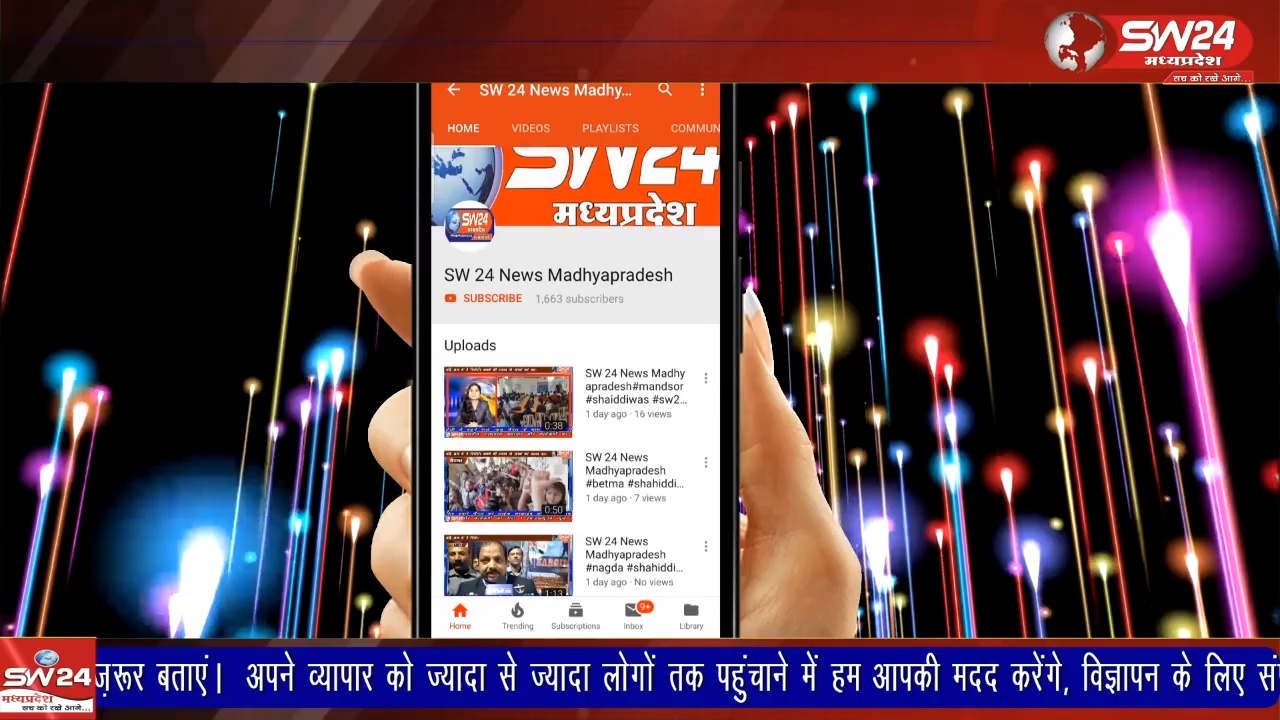 SW24
मध्यप्रदेश
सच को रखे आगे...
SW 24 News Madhy...
HOME VIDEOS PLAYLISTS COMMUN
SW24
मध्यप्रदेश
SW24
SW 24 News Madhyapradesh
SUBSCRIBE 1,663 subscribers
Uploads
SW 24 News Madhy
apradesh#mandsor
#shaiddiwas #sw2...
1 day ago · 16 views
0:38
SW 24 News
Madhyapradesh
#betma #shahiddi...
1 day ago · 7 views
0:50
SW 24 News
Madhyapradesh
#nagda #shahiddi...
1 day ago · No views
1:13
9+
Home Trending Subscriptions Inbox Library
SW24
मध्यप्रदेश
सच को रखे आगे...
ज़रूर बताएं। अपने व्यापार को ज्यादा से ज्यादा लोगों तक पहुंचाने में हम आपकी मदद करेंगे, विज्ञापन के लिए सं